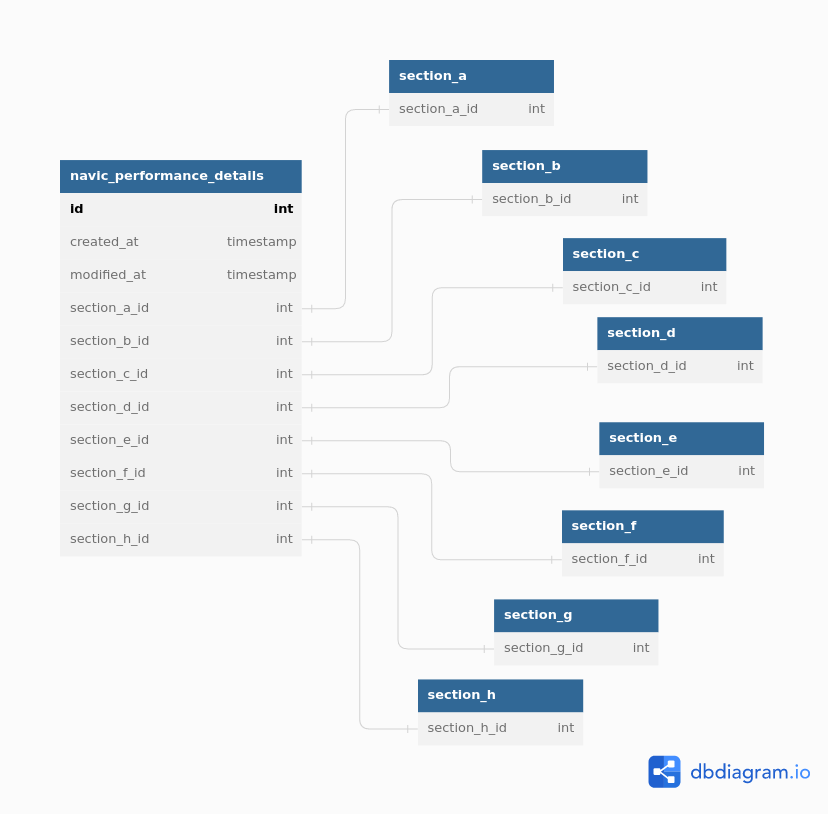 navic_performance_details
id int
created_at timestamp
modified_at timestamp
section_a_id int
section_b_id int
section_c_id int
section_d_id int
section_e_id int
section_f_id int
section_g_id int
section_h_id int
section_a
section_a_id int
section_b
section_b_id int
section_c
section_c_id int
section_d
section_d_id int
section_e
section_e_id int
section_f
section_f_id int
section_g
section_g_id int
section_h
section_h_id int
dbdiagram.io